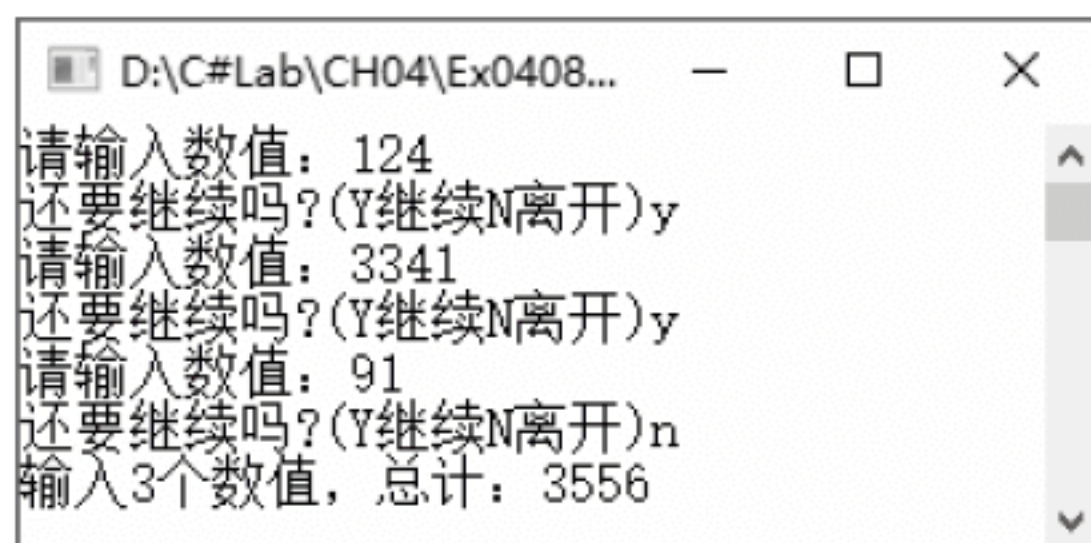 D:\C#Lab\CH04\Ex0408...
请输入数值：124
还要继续吗?(Y继续N离开)y
请输入数值：3341
还要继续吗?(Y继续N离开)y
请输入数值：91
还要继续吗?(Y继续N离开)n
输入3个数值，总计：3556